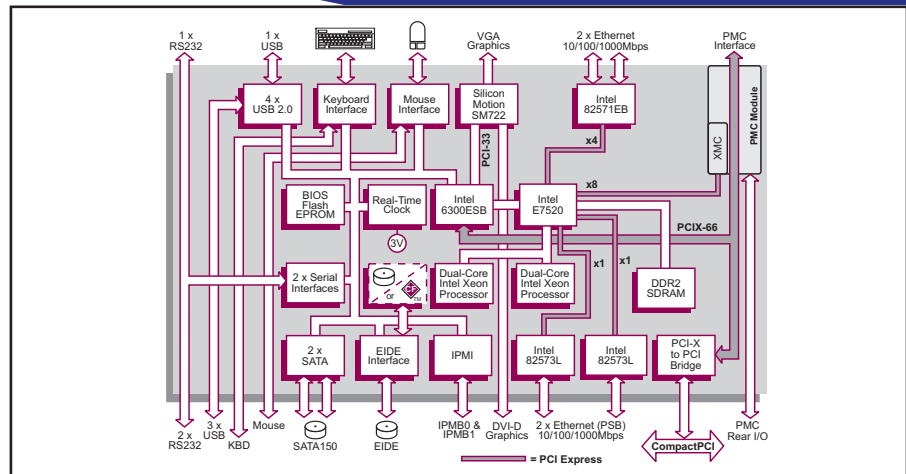 1 x
RS232
1 x
USB
VGA
Graphics
2 x Ethernet
10/100/1000Mbps
PMC
Interface
4 x
USB 2.0
Keyboard
Interface
Mouse
Interface
Silicon
Motion
SM722
Intel
82571EB
PMC Module
XMC
PCI-33
x4
x8
BIOS
Flash
EPROM
Real-Time
Clock
Intel
6300ESB
Intel
E7520
PCIX-66
3V
x1
x1
2 x Serial
Interfaces
or
CF
TM
Dual-Core
Intel Xeon
Processor
Dual-Core
Intel Xeon
Processor
DDR2
SDRAM
2 x
SATA
EIDE
Interface
IPMI
Intel
82573L
Intel
82573L
PCI-X
to PCI
Bridge
2 x
RS232
3 x
USB
KBD
Mouse
SATA150
EIDE
IPMB0 &
IPMB1
DVI-D
Graphics
2 x Ethernet (PSB)
10/100/1000Mbps
CompactPCI
PMC
Rear I/O
= PCI Express